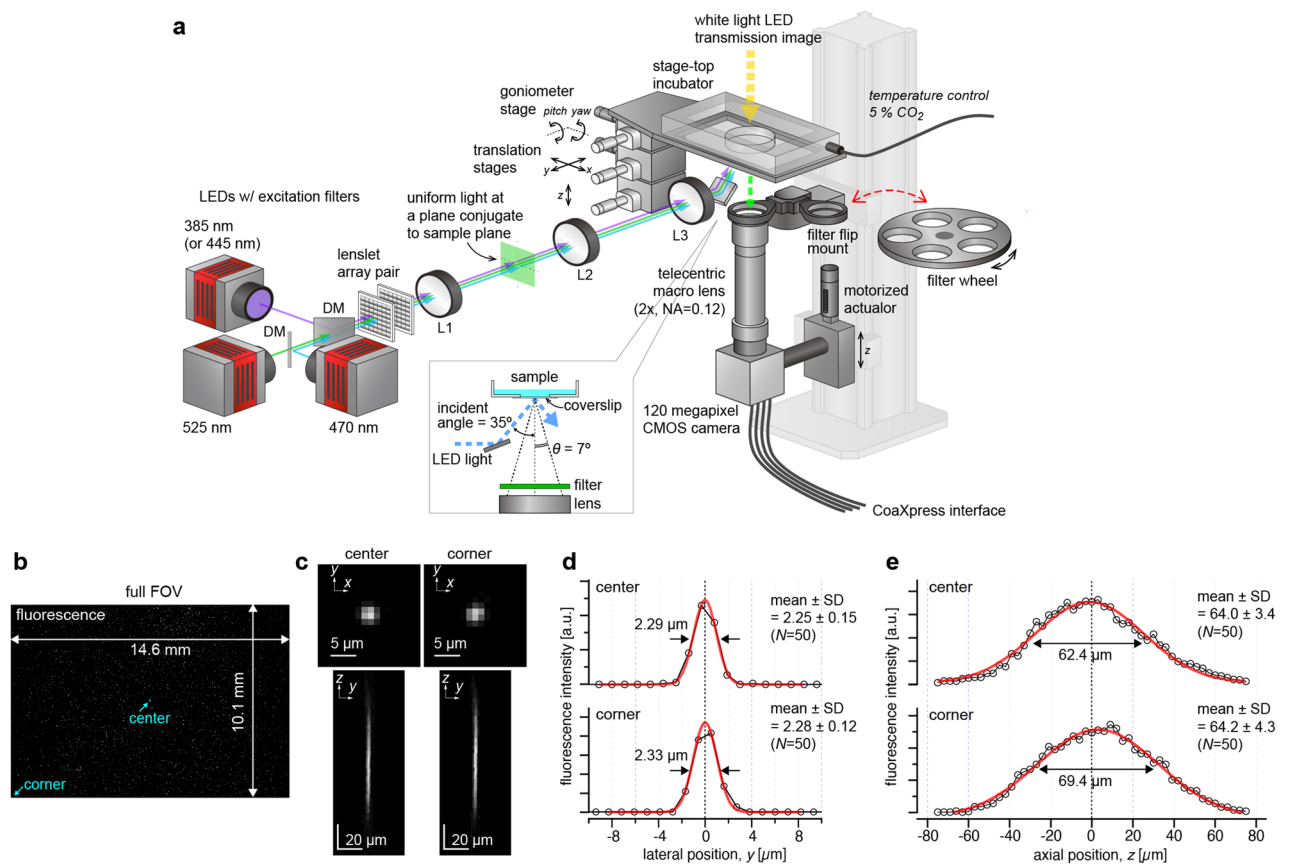 a
white light LED
transmission image
stage-top
incubator
goniometer
stage
pitch yaw
temperature control
5 % CO2
translation
stages
y
x
z
LEDs w/ excitation filters
385 nm
(or 445 nm)
uniform light at
a plane conjugate
to sample plane
lenslet
array pair
DM
DM
L1
L2
L3
filter flip
mount
filter wheel
telecentric
macro lens
(2x, NA=0.12)
motorized
actualor
z
525 nm
470 nm
sample
coverslip
incident
angle = 35º
θ = 7º
LED light
filter
lens
120 megapixel
CMOS camera
CoaXpress interface
b
full FOV
fluorescence
14.6 mm
10.1 mm
center
corner
c
center
corner
y
x
5 µm
y
x
5 µm
z
y
20 µm
z
y
20 µm
d
fluorescence intensity [a.u.]
center
2.29 µm
mean ± SD
= 2.25 ± 0.15
(N=50)
corner
2.33 µm
mean ± SD
= 2.28 ± 0.12
(N=50)
-8 -4 0 4 8
lateral position, y [µm]
e
fluorescence intensity [a.u.]
center
62.4 µm
mean ± SD
= 64.0 ± 3.4
(N=50)
corner
69.4 µm
mean ± SD
= 64.2 ± 4.3
(N=50)
-80 -60 -40 -20 0 20 40 60 80
axial position, z [µm]